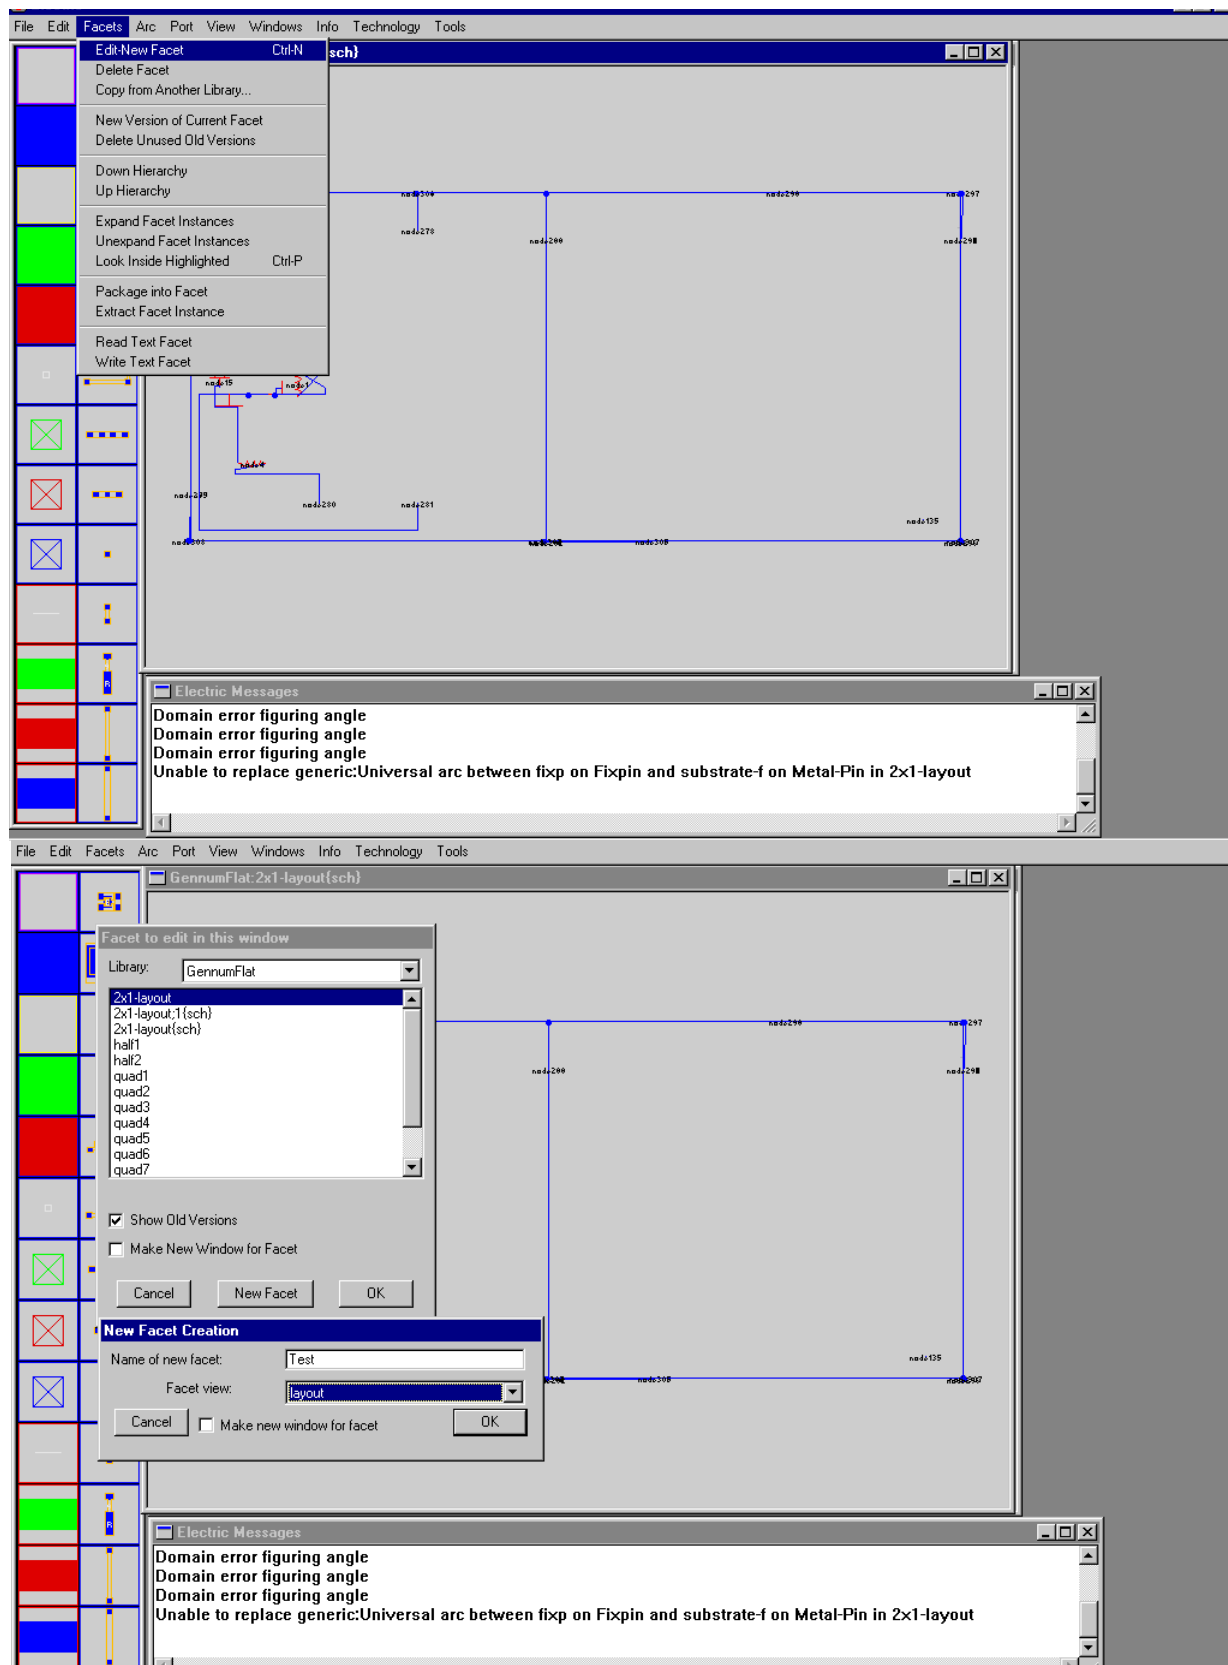 File Edit Facets Arc Port View Windows Info Technology Tools
Edit-New Facet Ctrl-N
sch}
Delete Facet
Copy from Another Library...
New Version of Current Facet
Delete Unused Old Versions
Down Hierarchy
Up Hierarchy
Expand Facet Instances
Unexpand Facet Instances
Look Inside Highlighted Ctrl-P
Package into Facet
Extract Facet Instance
Read Text Facet
Write Text Facet
node278
node15
node280
node281
node135
R
Electric Messages
Domain error figuring angle
Domain error figuring angle
Domain error figuring angle
Unable to replace generic:Universal arc between fixp on Fixpin and substrate-f on Metal-Pin in 2x1-layout
File Edit Facets Arc Port View Windows Info Technology Tools
GennumFlat:2x1-layout{sch}
E
Facet to edit in this window
Library: GennumFlat
2x1-layout
2x1-layout;1{sch}
2x1-layout{sch}
half1
half2
quad1
quad2
quad3
quad4
quad5
quad6
quad7
Show Old Versions
Make New Window for Facet
Cancel New Facet OK
New Facet Creation
Name of new facet: Test
Facet view: layout
Cancel Make new window for facet OK
node135
R
Electric Messages
Domain error figuring angle
Domain error figuring angle
Domain error figuring angle
Unable to replace generic:Universal arc between fixp on Fixpin and substrate-f on Metal-Pin in 2x1-layout